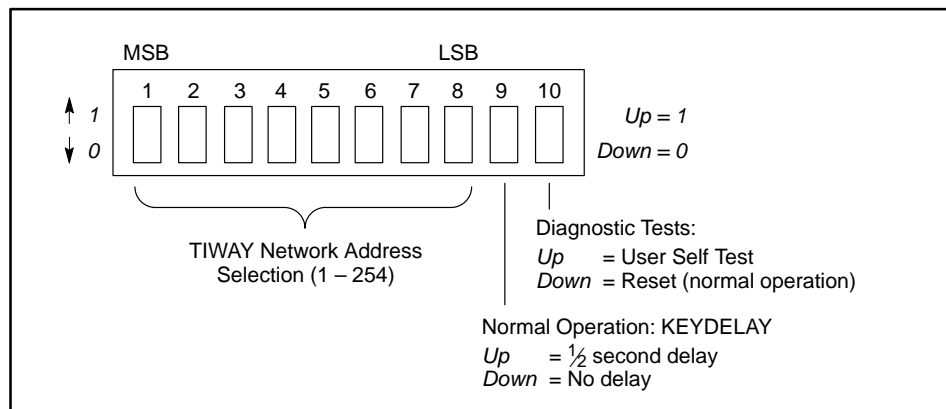 MSB LSB
1 2 3 4 5 6 7 8 9 10
1 Up = 1
0 Down = 0
TIWAY Network Address
Selection (1 – 254)
Diagnostic Tests:
Up = User Self Test
Down = Reset (normal operation)
Normal Operation: KEYDELAY
Up = ½ second delay
Down = No delay